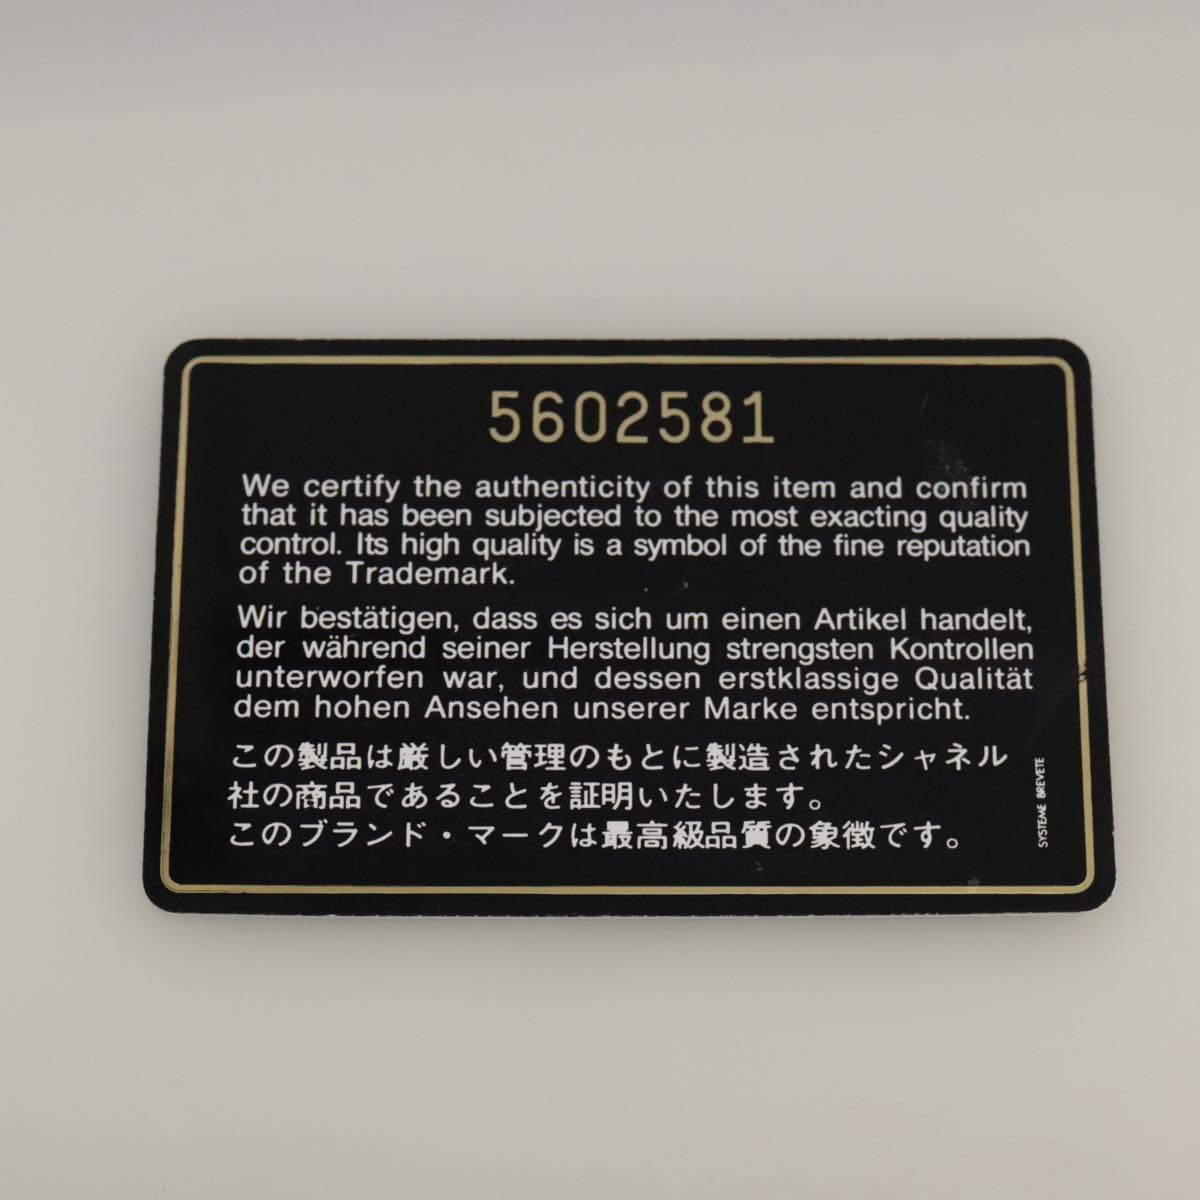 5602581
We certify the authenticity of this item and confirm
that it has been subjected to the most exacting quality
control. Its high quality is a symbol of the fine reputation
of the Trademark.
Wir bestätigen, dass es sich um einen Artikel handelt,
der während seiner Herstellung strengsten Kontrollen
unterworfen war, und dessen erstklassige Qualität
dem hohen Ansehen unserer Marke entspricht.
この製品は厳しい管理のもとに製造されたシャネル
社の商品であることを証明いたします。
このブランド・マークは最高級品質の象徴です。
SYSTEME BREVETE